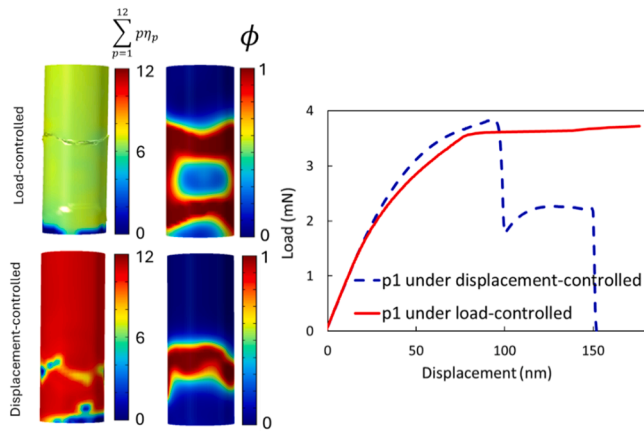 12
∑ pη_p
p=1
ϕ
Load-controlled
12
6
0
1
0
Displacement-controlled
12
6
0
1
0
4
3
2
1
0
Load (mN)
p1 under displacement-controlled
p1 under load-controlled
0 50 100 150
Displacement (nm)